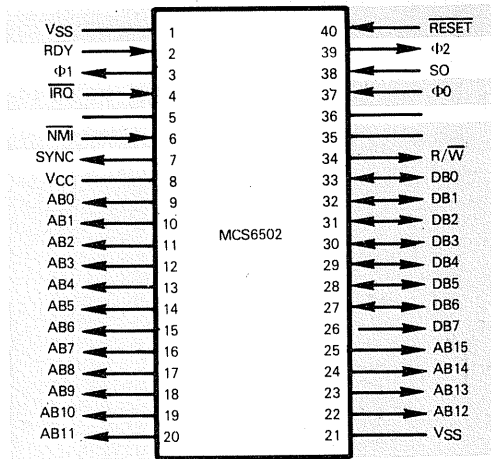 VSS 1 40 RESET
RDY 2 39 Φ2
Φ1 3 38 SO
IRQ 4 37 Φ0
5 36
NMI 6 35
SYNC 7 34 R/W
VCC 8 33 DB0
AB0 9 32 DB1
AB1 10 31 DB2
MCS6502
AB2 11 30 DB3
AB3 12 29 DB4
AB4 13 28 DB5
AB5 14 27 DB6
AB6 15 26 DB7
AB7 16 25 AB15
AB8 17 24 AB14
AB9 18 23 AB13
AB10 19 22 AB12
AB11 20 21 VSS